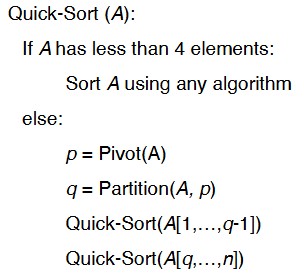 Quick-Sort (A):
If A has less than 4 elements:
Sort A using any algorithm
else:
p = Pivot(A)
q = Partition(A, p)
Quick-Sort(A[1,…,q-1])
Quick-Sort(A[q,…,n])